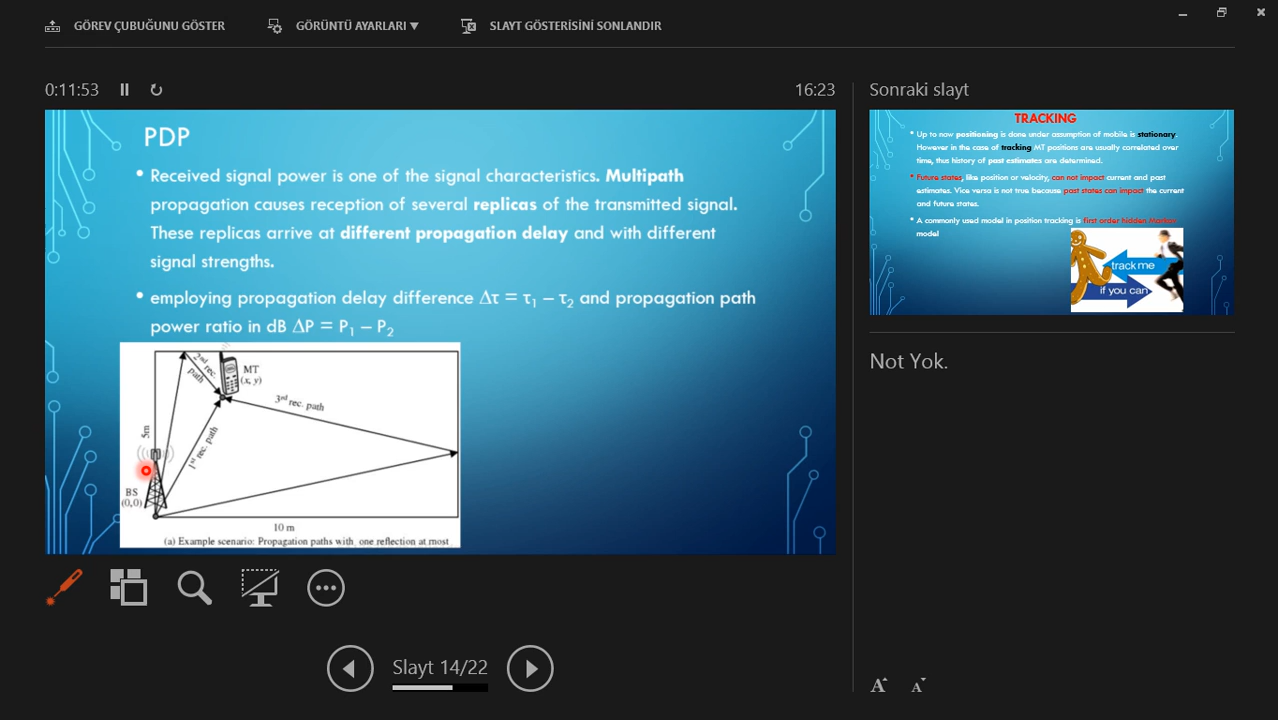 GÖREV ÇUBUĞUNU GÖSTER
GÖRÜNTÜ AYARLARI
SLAYT GÖSTERİSİNİ SONLANDIR
0:11:53
16:23
PDP
• Received signal power is one of the signal characteristics. Multipath
propagation causes reception of several replicas of the transmitted signal.
These replicas arrive at different propagation delay and with different
signal strengths.
• employing propagation delay difference Δτ = τ₁ – τ₂ and propagation path
power ratio in dB ΔP = P₁ – P₂
2nd rec.
path
MT
(x, y)
3rd rec. path
5m
1st rec. path
BS
(0,0)
10 m
(a) Example scenario: Propagation paths with one reflection at most
Slayt 14/22
Sonraki slayt
TRACKING
* Up to now positioning is done under assumption of mobile is stationary.
However in the case of tracking MT positions are usually correlated over
time, thus history of past estimates are determined.
* Future states, like position or velocity, can not impact current and past
estimates. Vice versa is not true because past states can impact the current
and future states.
* A commonly used model in position tracking is first order hidden Markov
model
track me
if you can
Not Yok.
A
A